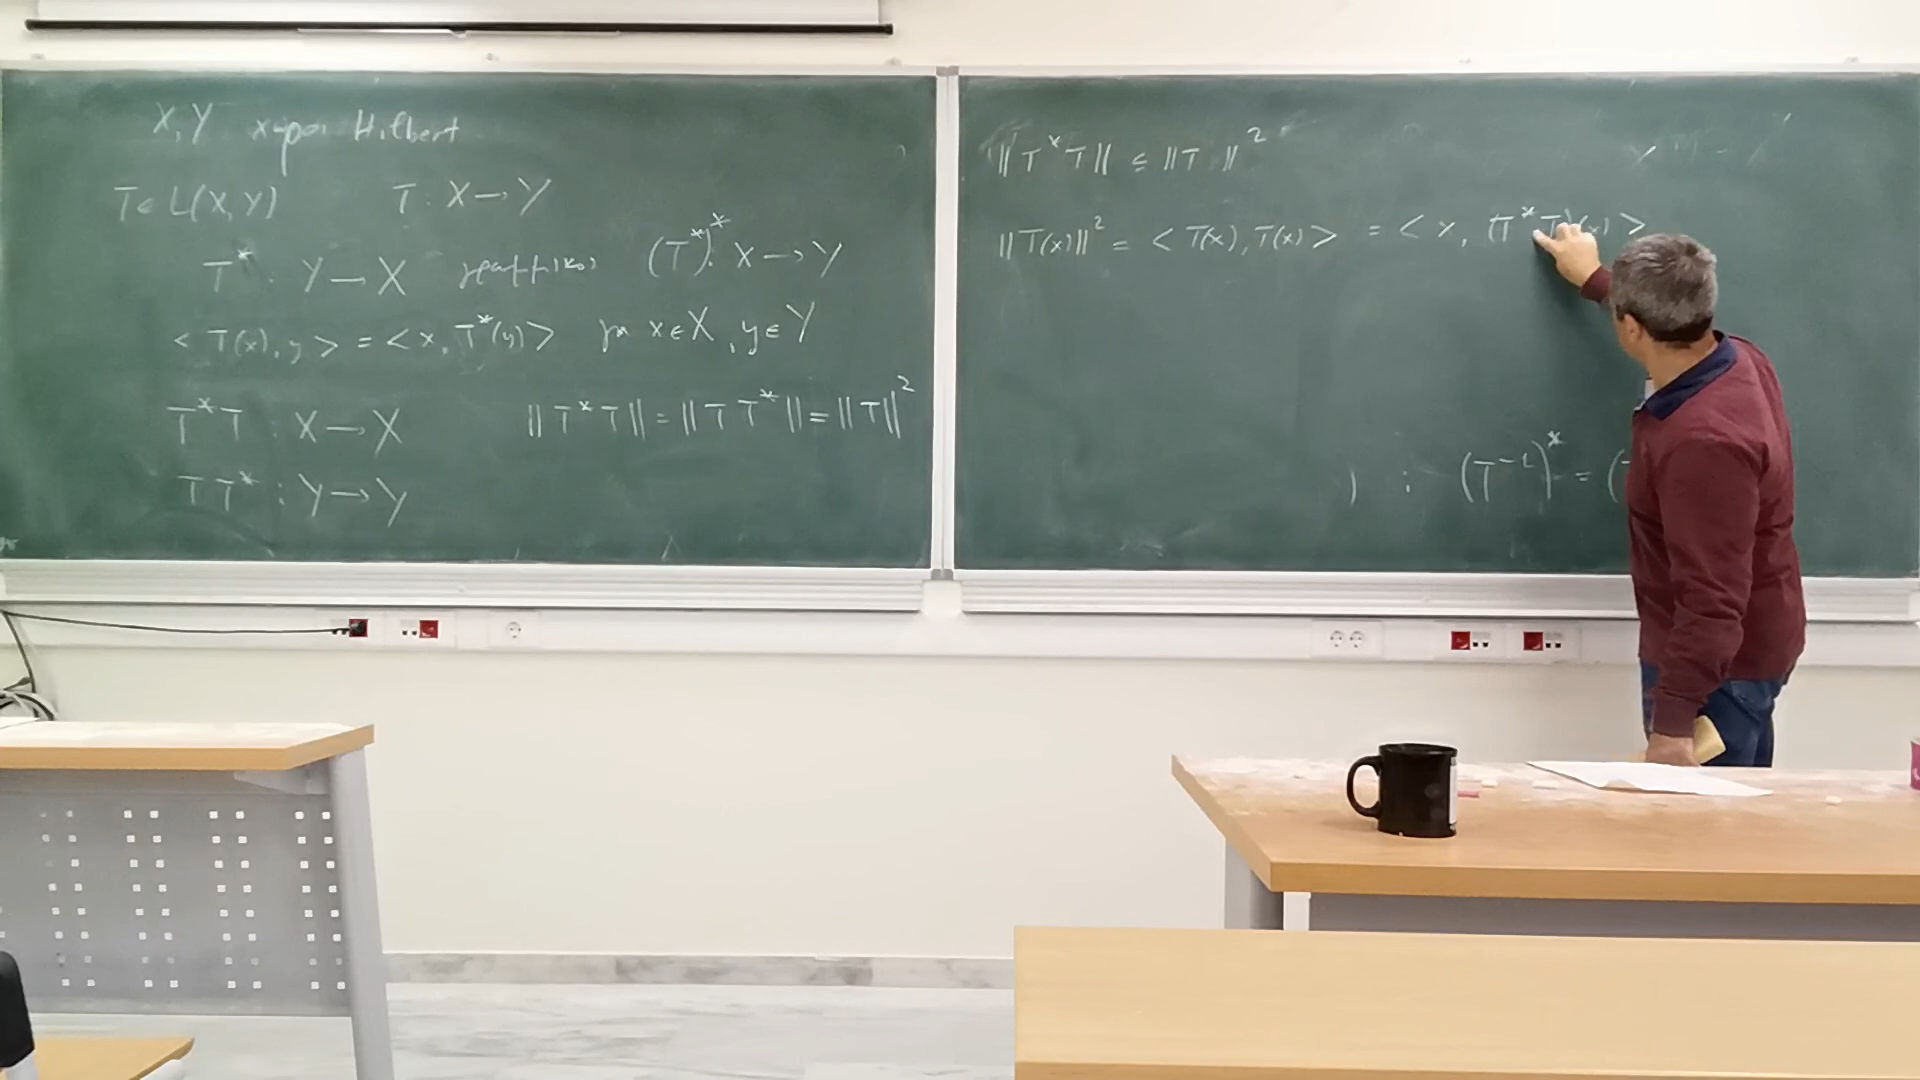 X, Y χώροι Hilbert
T ∈ L(X, Y) T : X → Y
T* : Y → X γραμμικός (T*)* : X → Y
< T(x), y > = < x, T*(y) > για x ∈ X, y ∈ Y
T*T : X → X ||T*T|| = ||TT*|| = ||T||²
TT* : Y → Y
||T*T|| ≤ ||T||²
||T(x)||² = < T(x), T(x) > = < x, (T*T)(x) >
) : (T⁻¹)* = (